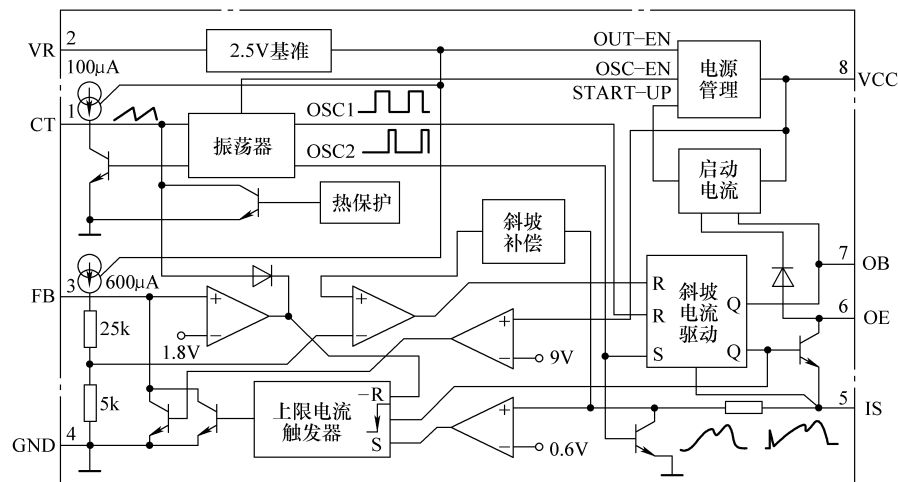 2
VR
2.5V基准
OUT-EN
OSC-EN
START-UP
电源
管理
8
VCC
100μA
1
CT
振荡器
OSC1
OSC2
启动
电流
热保护
斜坡
补偿
7
OB
600μA
3
FB
+
−
1.8V
+
−
+
−
9V
R
R
S
斜坡
电流
驱动
Q
Q
6
OE
25k
5k
上限电流
触发器
−R
S
+
−
0.6V
5
IS
4
GND